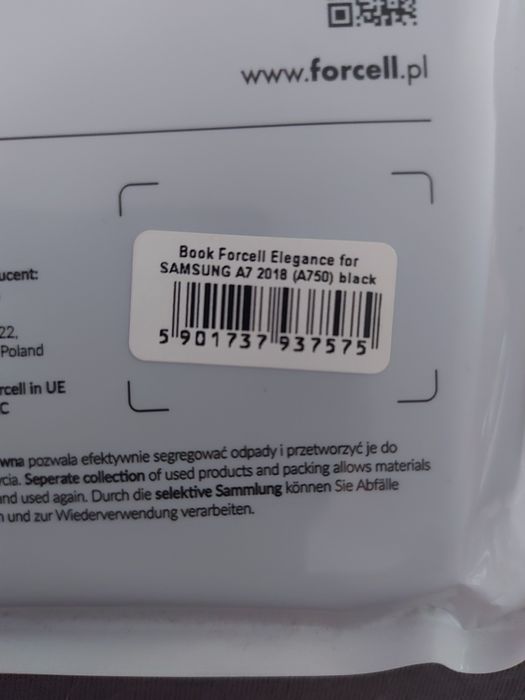 www.forcell.pl
Book Forcell Elegance for
SAMSUNG A7 2018 (A750) black
5 901737 937575
ucent:
22,
Poland
rcell in UE
C
wna pozwala efektywnie segregować odpady i przetworzyć je do
ycia. Seperate collection of used products and packing allows materials
and used again. Durch die selektive Sammlung können Sie Abfälle
n und zur Wiederverwendung verarbeiten.